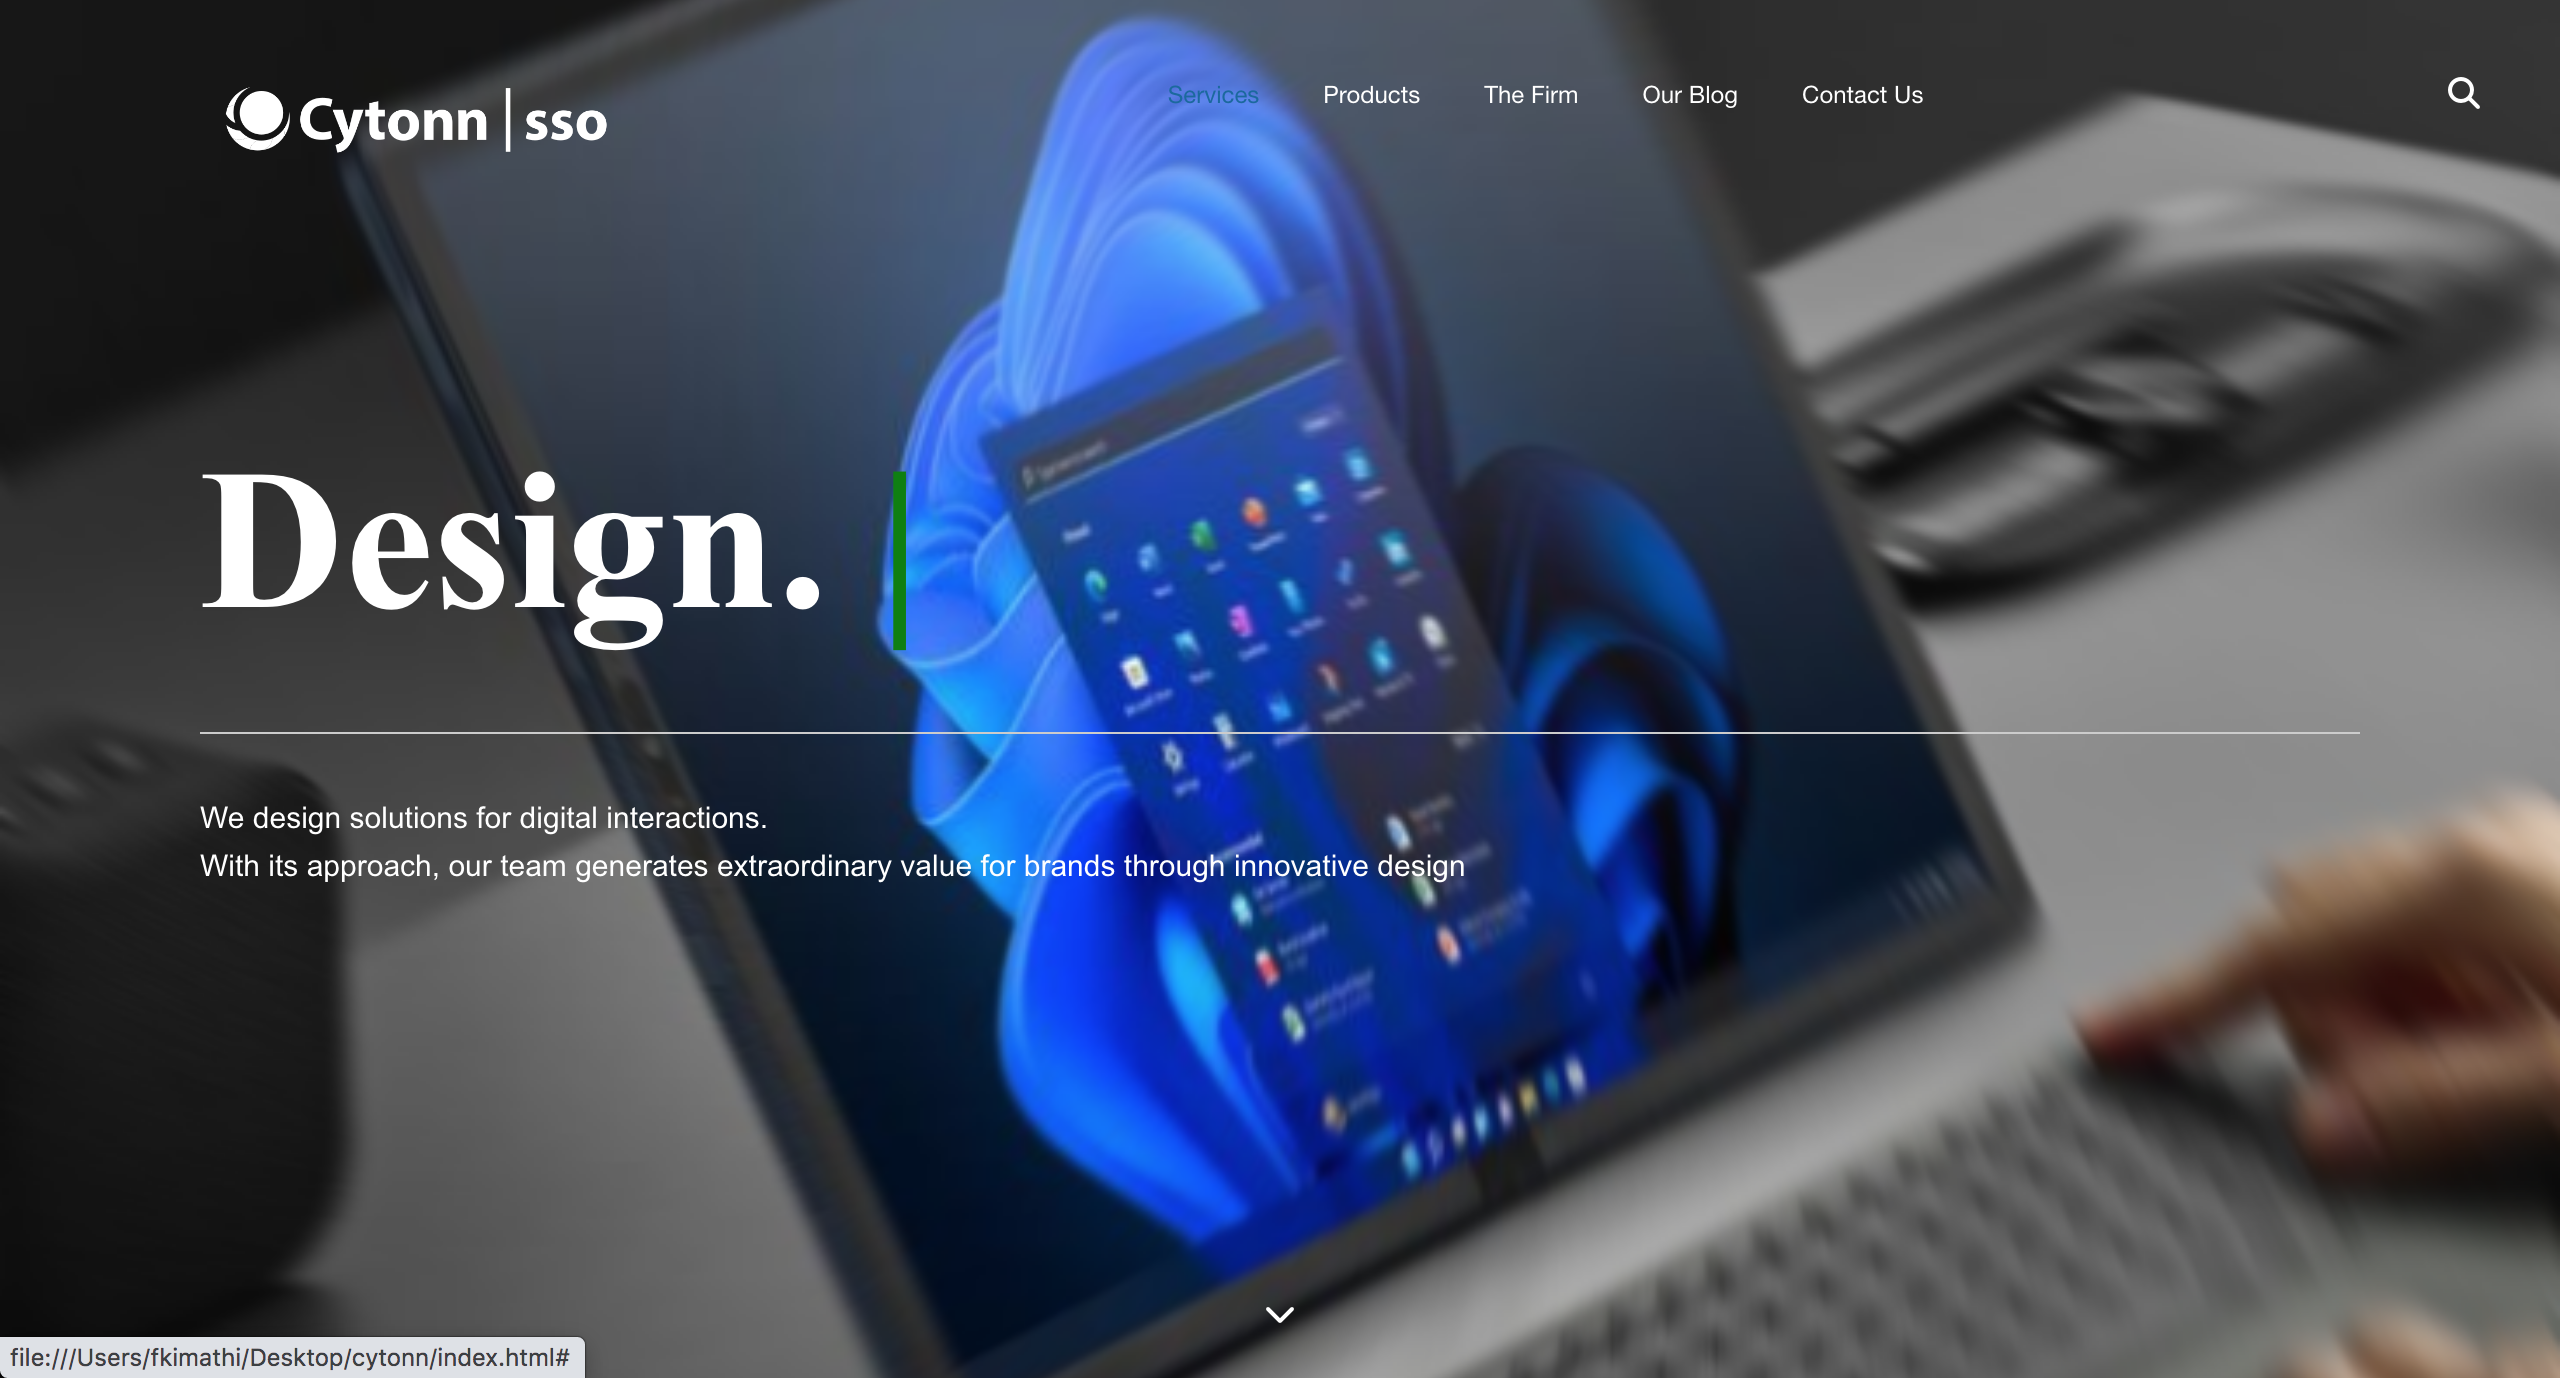 Cytonn | sso
Services Products The Firm Our Blog Contact Us
Design.
We design solutions for digital interactions.
With its approach, our team generates extraordinary value for brands through innovative design
file:///Users/fkimathi/Desktop/cytonn/index.html#